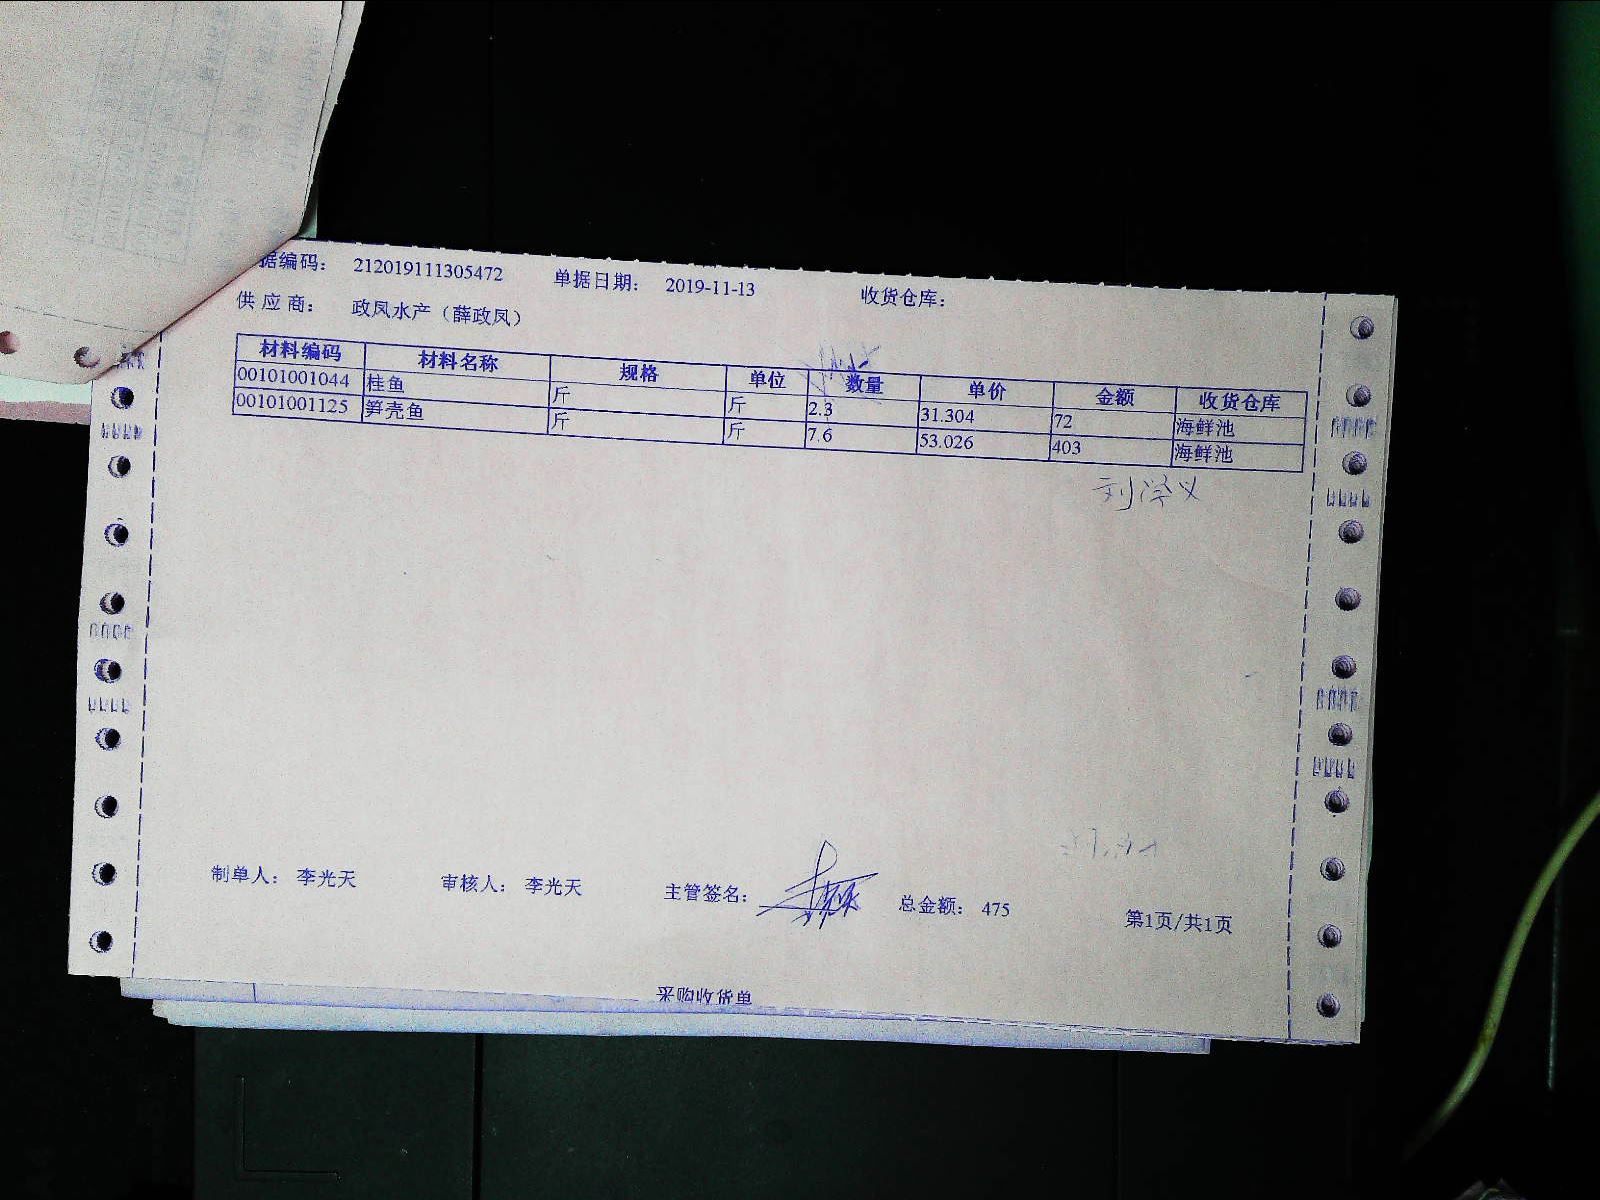 据编码： 212019111305472 单据日期： 2019-11-13 收货仓库：
供 应 商： 政凤水产（薛政凤）
材料编码 材料名称 规格 单位 数量 单价 金额 收货仓库
00101001044 桂鱼 斤 斤 2.3 31.304 72 海鲜池
00101001125 笋壳鱼 斤 斤 7.6 53.026 403 海鲜池
制单人： 李光天 审核人： 李光天 主管签名： 总金额： 475 第1页/共1页
采购收货单